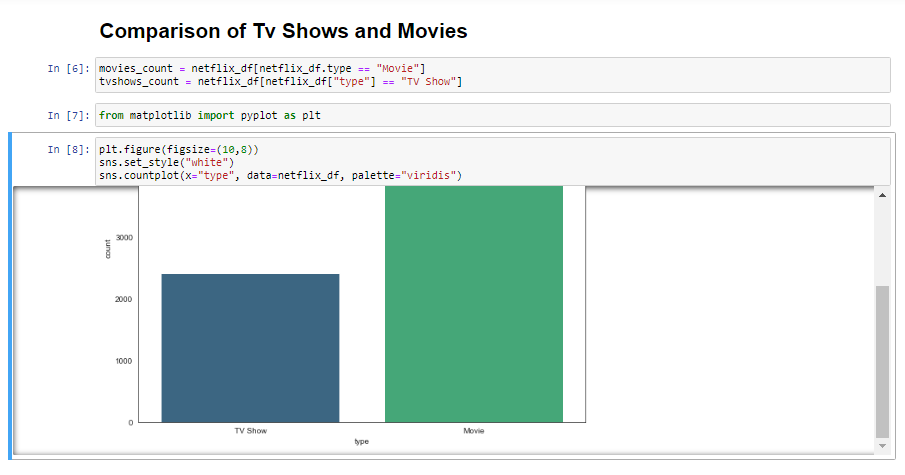 Comparison of Tv Shows and Movies
In [6]: movies_count = netflix_df[netflix_df.type == "Movie"]
tvshows_count = netflix_df[netflix_df["type"] == "TV Show"]
In [7]: from matplotlib import pyplot as plt
In [8]: plt.figure(figsize=(10,8))
sns.set_style("white")
sns.countplot(x="type", data=netflix_df, palette="viridis")
3000
count
2000
1000
0
TV Show Movie
type